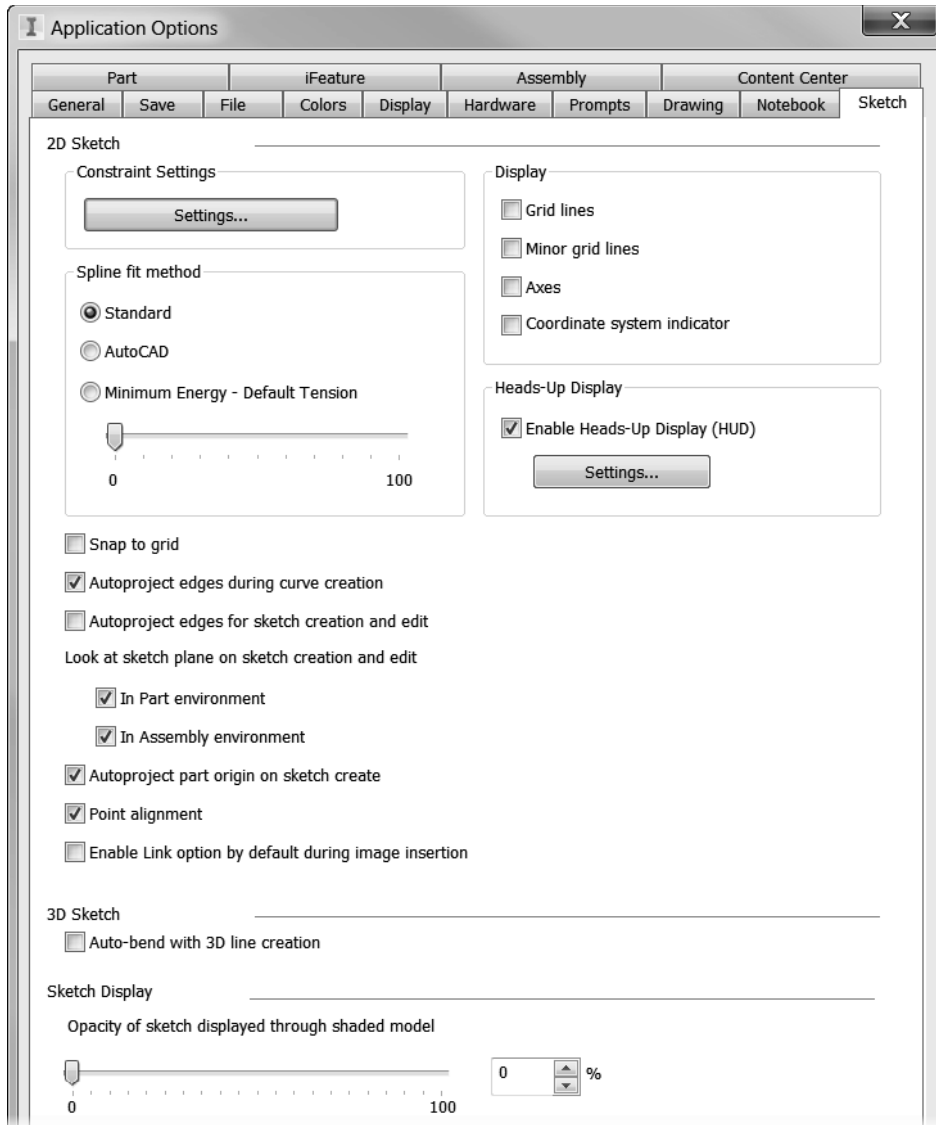 Application Options
X
Part iFeature Assembly Content Center
General Save File Colors Display Hardware Prompts Drawing Notebook Sketch
2D Sketch
Constraint Settings
Settings...
Spline fit method
Standard
AutoCAD
Minimum Energy - Default Tension
0 100
Display
Grid lines
Minor grid lines
Axes
Coordinate system indicator
Heads-Up Display
Enable Heads-Up Display (HUD)
Settings...
Snap to grid
Autoproject edges during curve creation
Autoproject edges for sketch creation and edit
Look at sketch plane on sketch creation and edit
In Part environment
In Assembly environment
Autoproject part origin on sketch create
Point alignment
Enable Link option by default during image insertion
3D Sketch
Auto-bend with 3D line creation
Sketch Display
Opacity of sketch displayed through shaded model
0 %
0 100